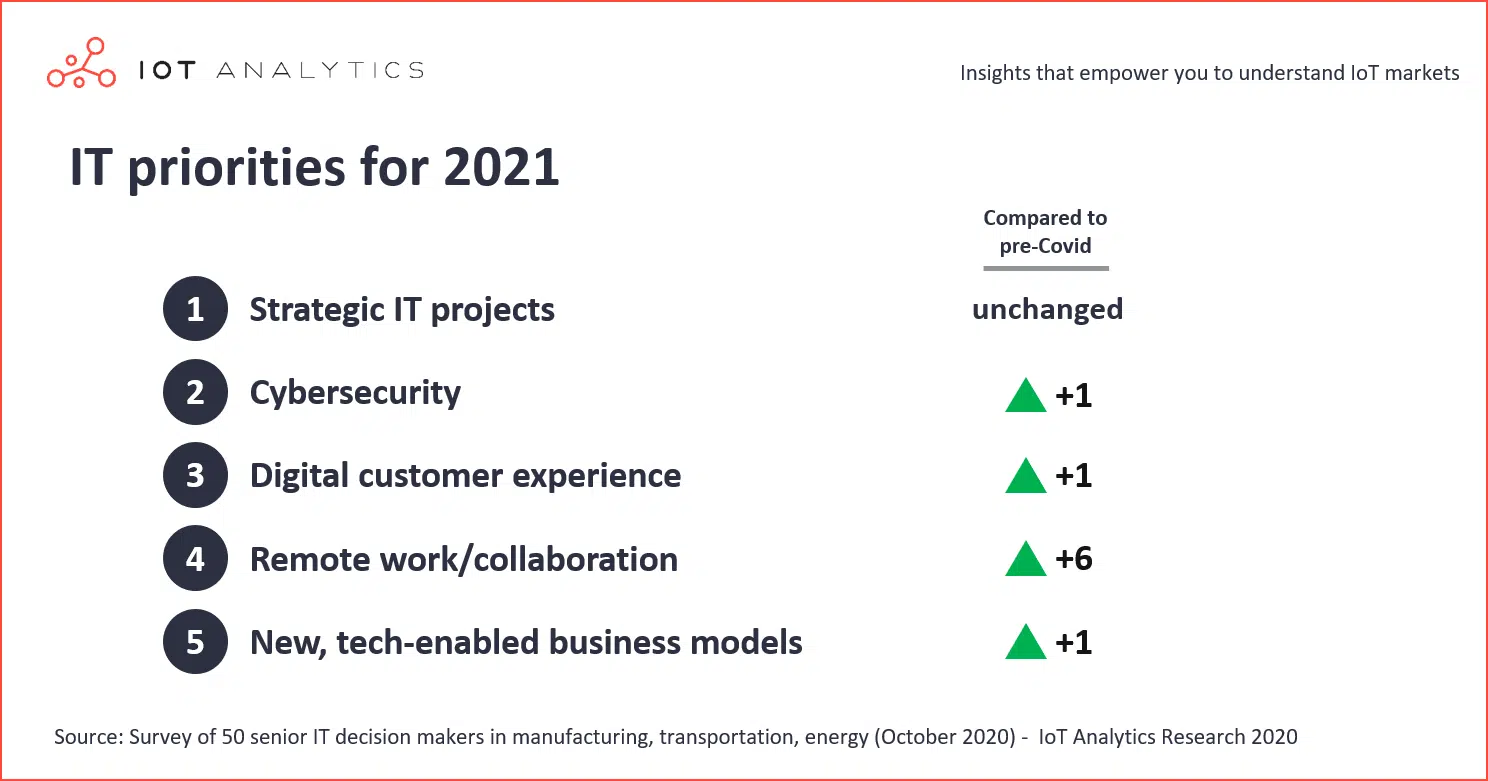 IOT ANALYTICS
Insights that empower you to understand IoT markets
IT priorities for 2021
Compared to
pre-Covid
1 Strategic IT projects unchanged
2 Cybersecurity +1
3 Digital customer experience +1
4 Remote work/collaboration +6
5 New, tech-enabled business models +1
Source: Survey of 50 senior IT decision makers in manufacturing, transportation, energy (October 2020) - IoT Analytics Research 2020